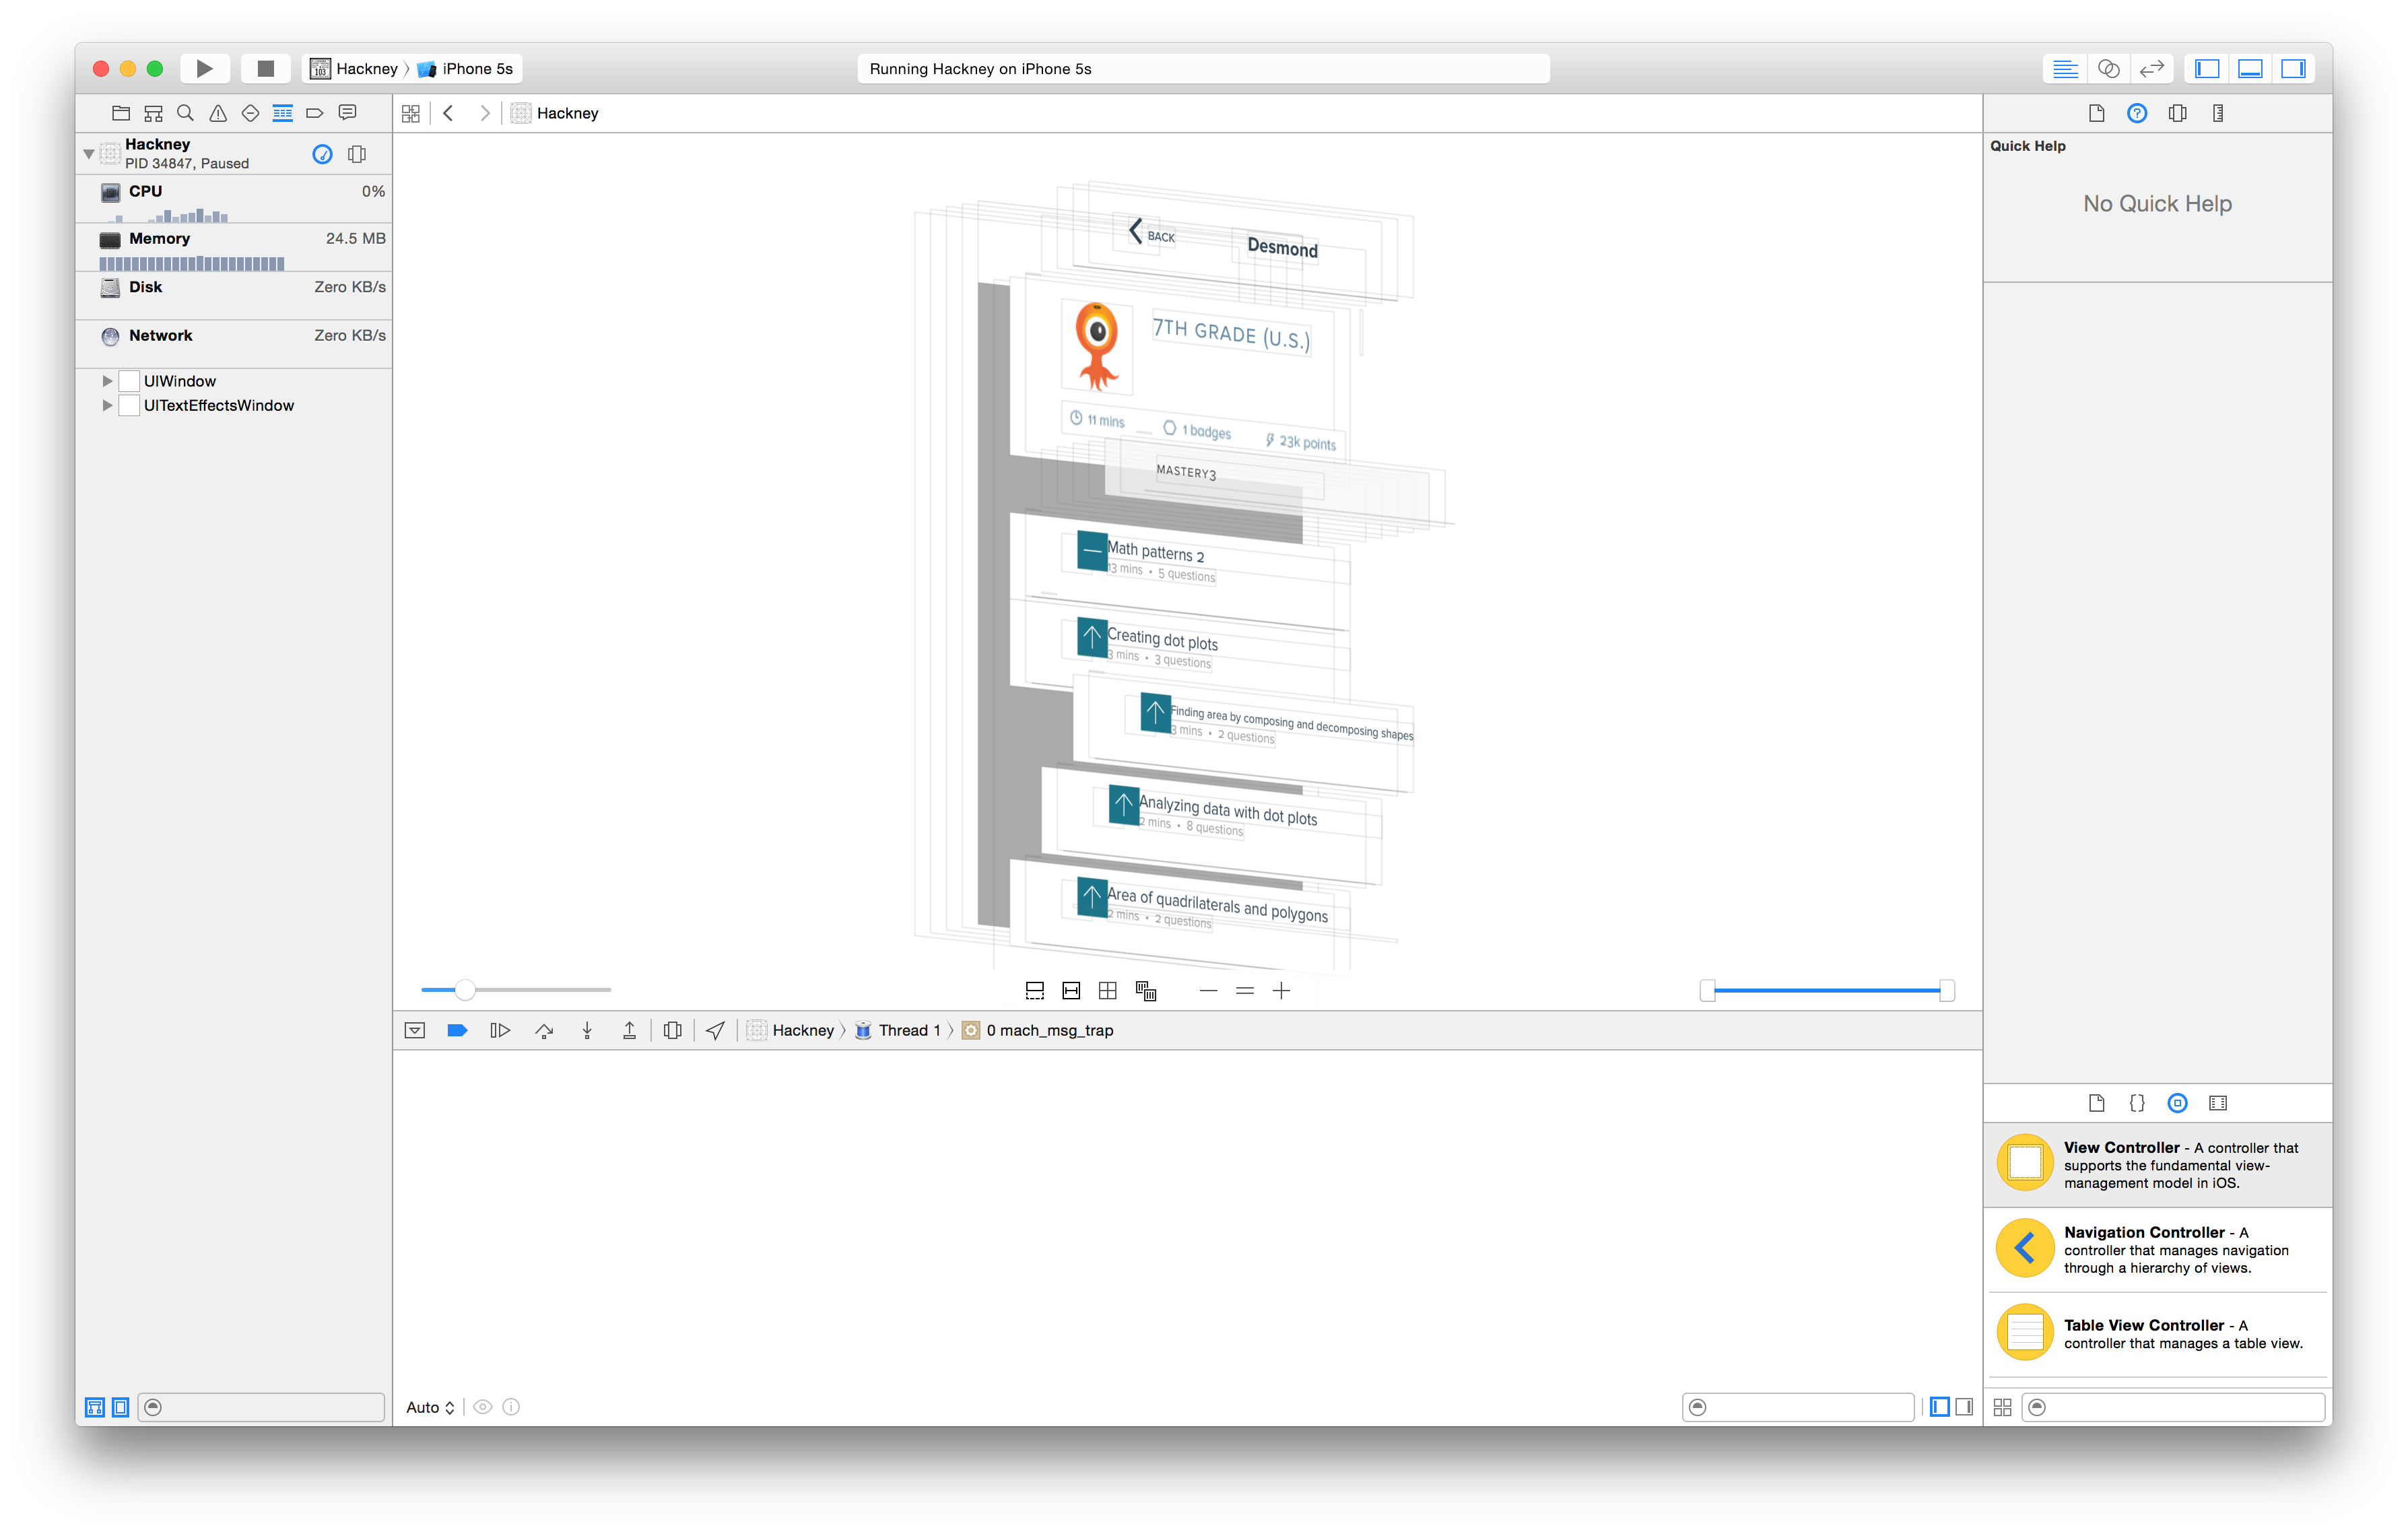 Hackney
iPhone 5s
Running Hackney on iPhone 5s
Hackney
Hackney
PID 34847, Paused
CPU
0%
Memory
24.5 MB
Disk
Zero KB/s
Network
Zero KB/s
UIWindow
UITextEffectsWindow
BACK
Desmond
7TH GRADE (U.S.)
11 mins
1 badges
23k points
MASTERY3
Math patterns 2
13 mins • 5 questions
Creating dot plots
3 mins • 3 questions
Finding area by composing and decomposing shapes
3 mins • 2 questions
Analyzing data with dot plots
2 mins • 8 questions
Area of quadrilaterals and polygons
2 mins • 2 questions
Hackney
Thread 1
0 mach_msg_trap
Auto
Quick Help
No Quick Help
View Controller - A controller that
supports the fundamental view-
management model in iOS.
Navigation Controller - A
controller that manages navigation
through a hierarchy of views.
Table View Controller - A
controller that manages a table view.